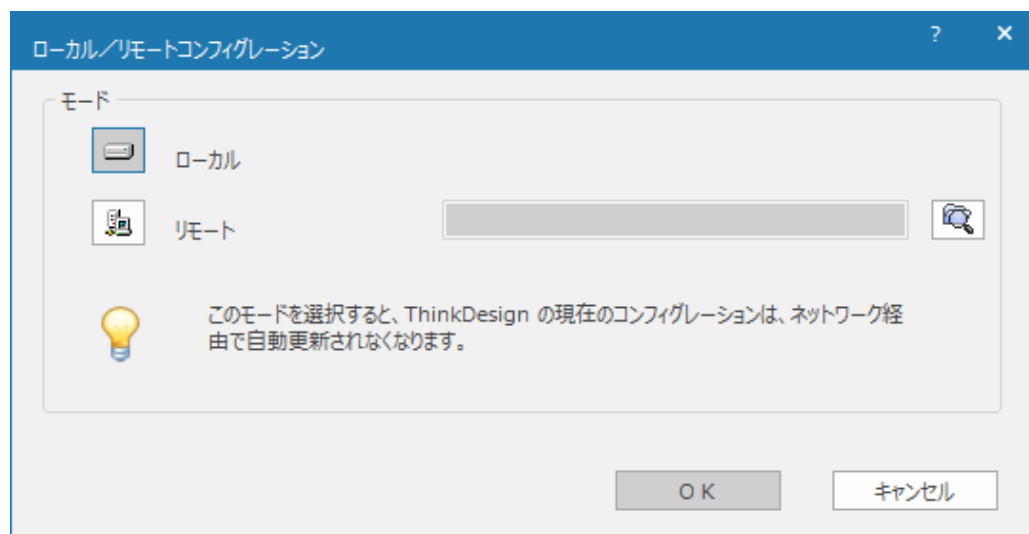 ローカル／リモートコンフィグレーション
? ×
モード
ローカル
リモート
このモードを選択すると、ThinkDesign の現在のコンフィグレーションは、ネットワーク経
由で自動更新されなくなります。
ＯＫ
キャンセル